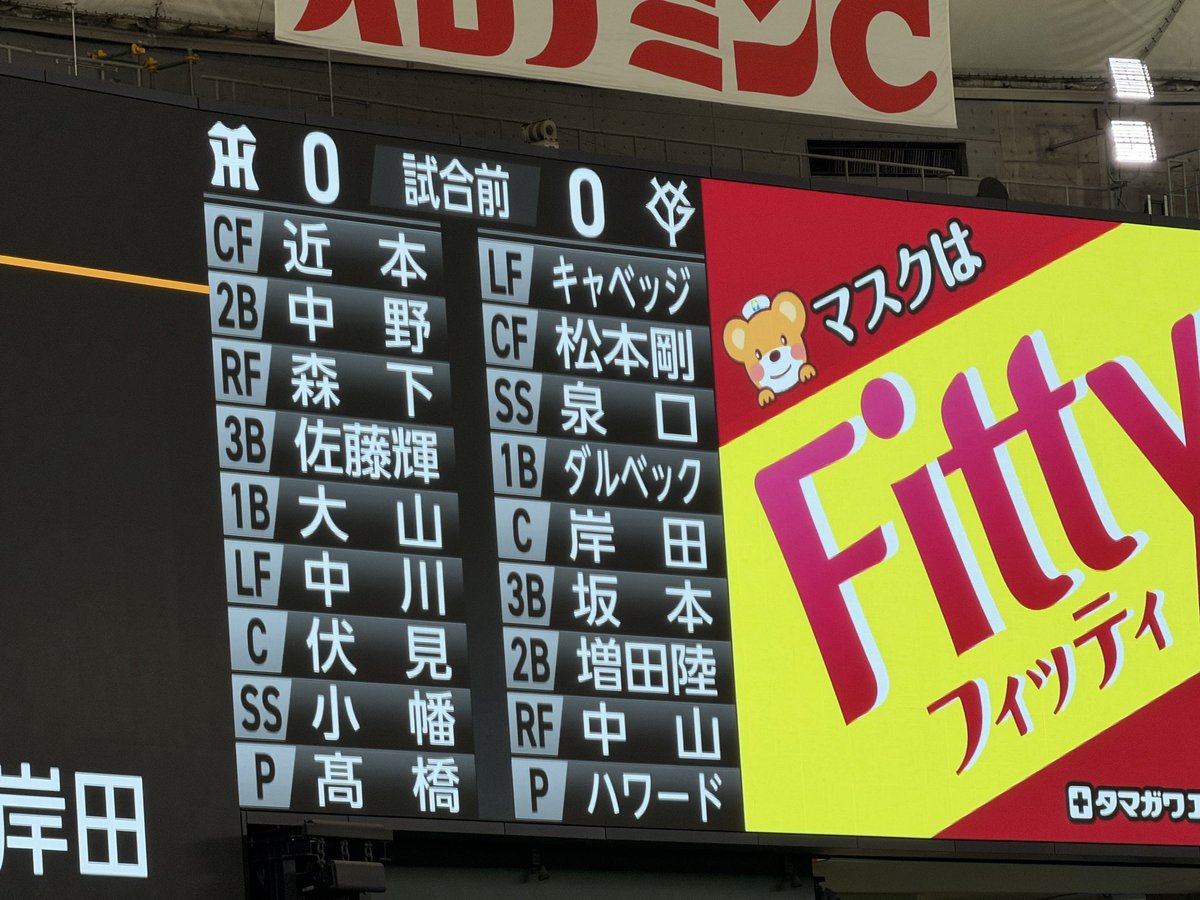 オロナミンC
0 試合前 0
CF 近本
2B 中野
RF 森下
3B 佐藤輝
1B 大山
LF 中川
C 伏見
SS 小幡
P 髙橋
LF キャベッジ
CF 松本剛
SS 泉口
1B ダルベック
C 岸田
3B 坂本
2B 増田陸
RF 中山
P ハワード
マスクは
Fitty
フィッティ
タマガワ
岸田